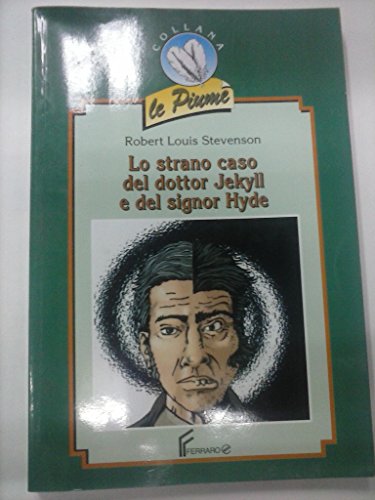 COLLANA
le Piume
Robert Louis Stevenson
Lo strano caso
del dottor Jekyll
e del signor Hyde
FERRARO